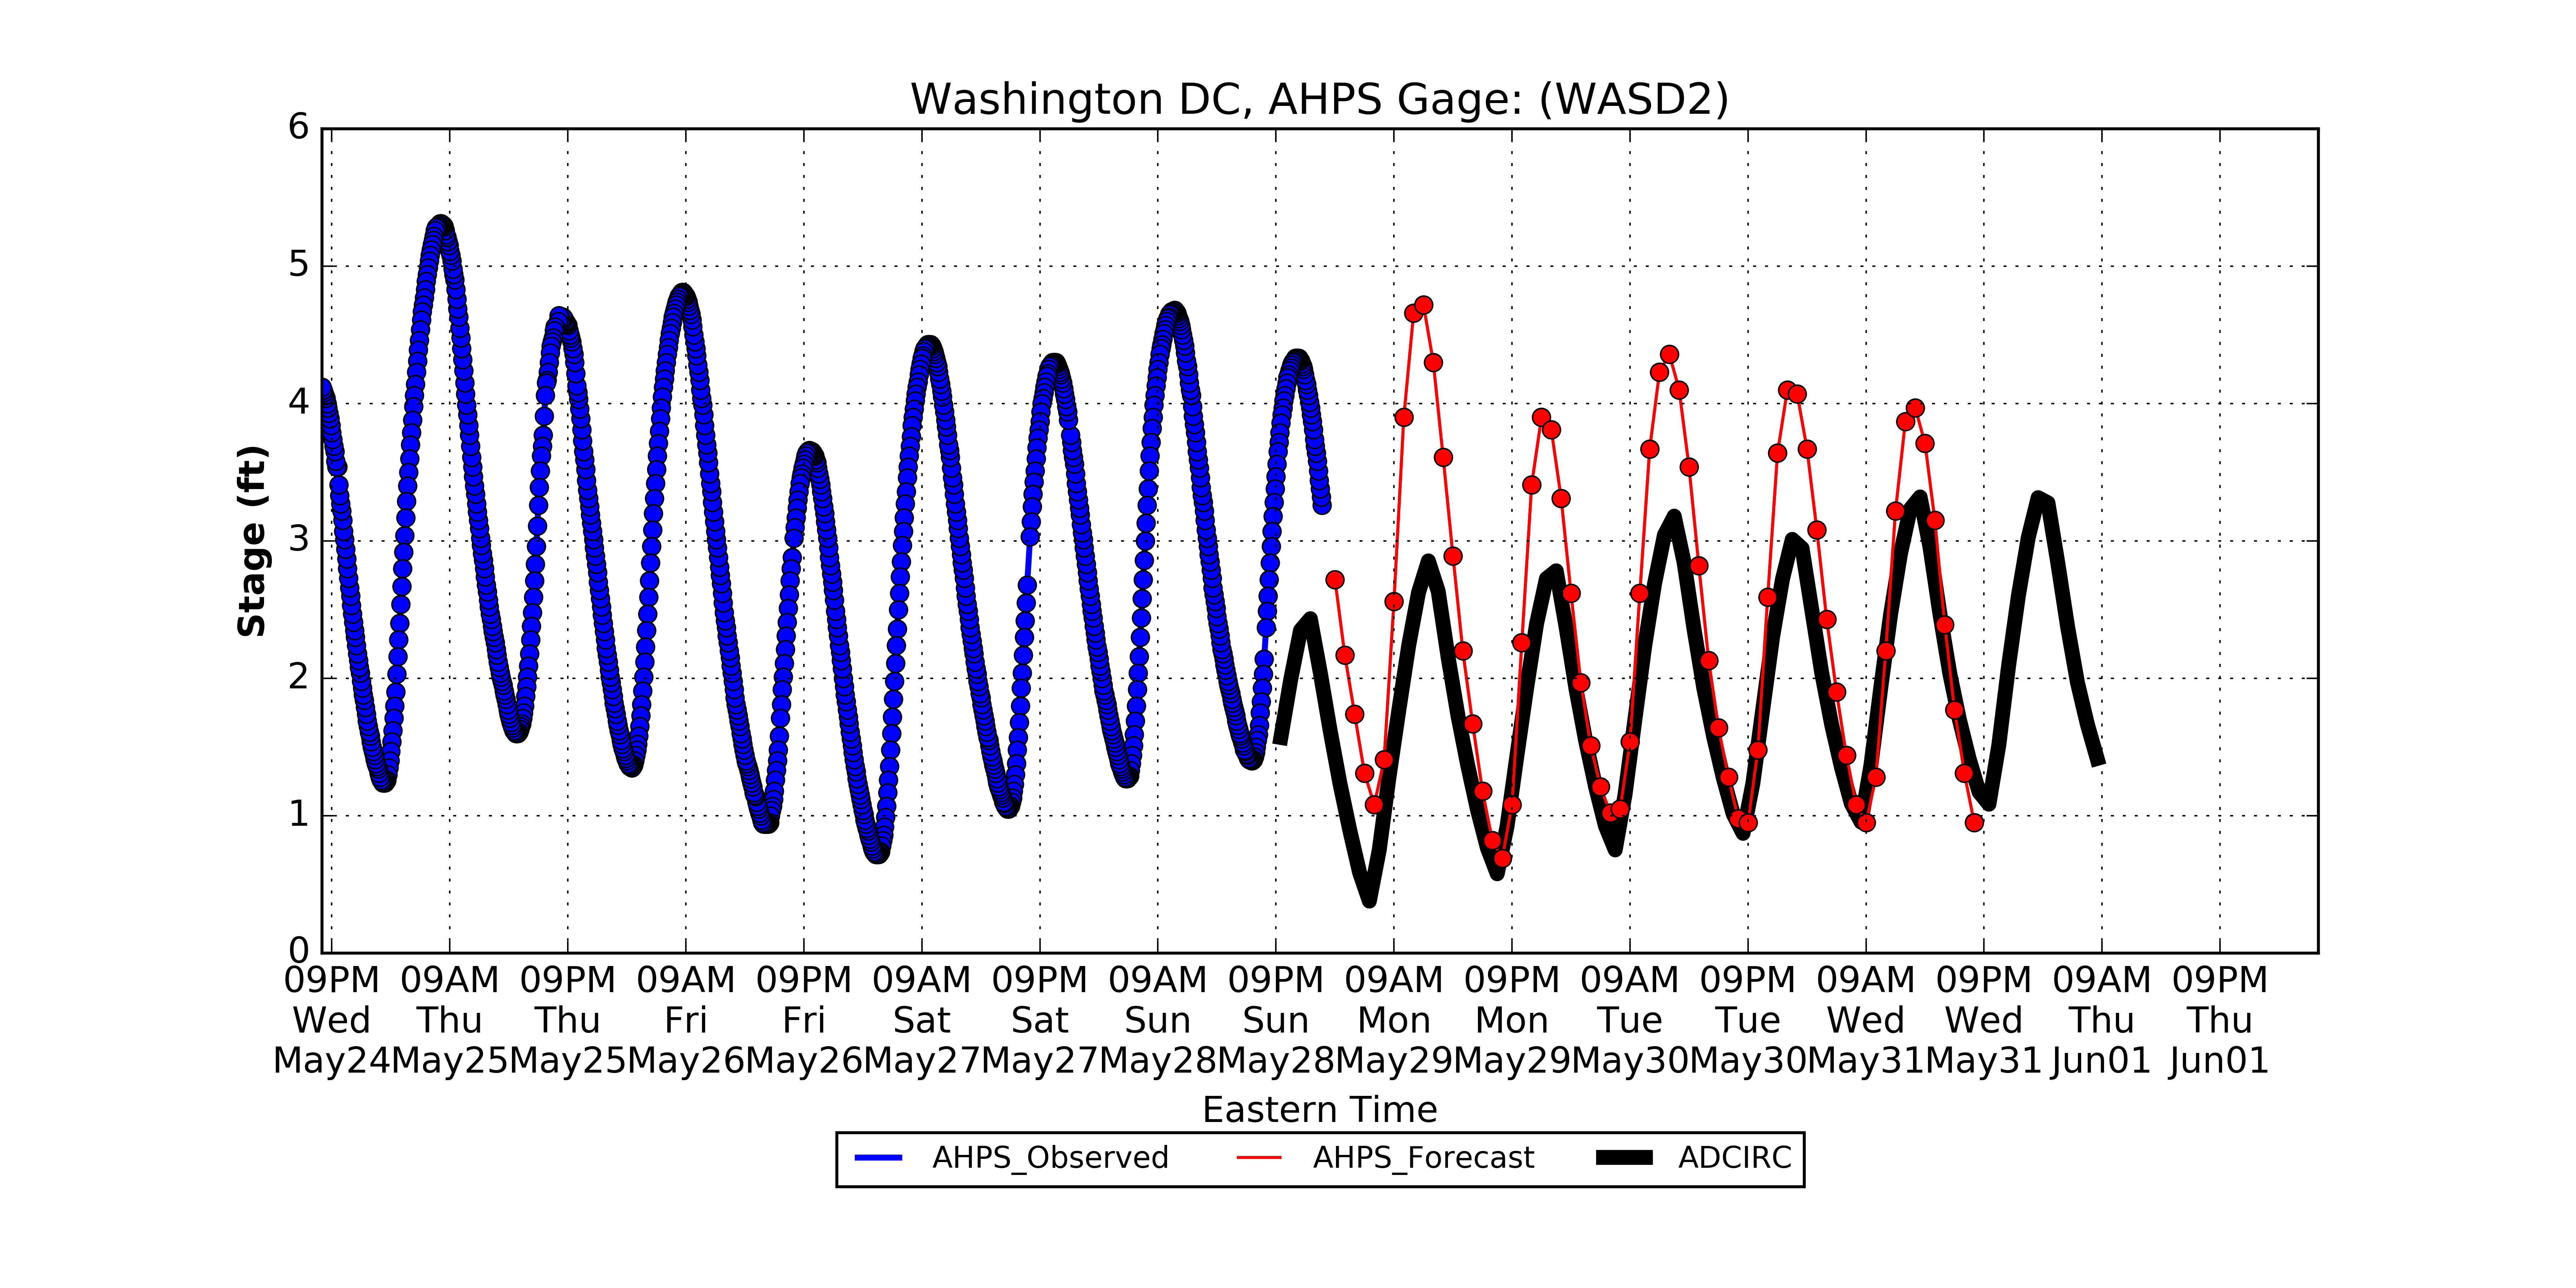 Washington DC, AHPS Gage: (WASD2)
6
5
4
3
2
1
0
Stage (ft)
09PM 09AM 09PM 09AM 09PM 09AM 09PM 09AM 09PM 09AM 09PM 09AM 09PM 09AM 09PM 09AM 09PM
Wed Thu Thu Fri Fri Sat Sat Sun Sun Mon Mon Tue Tue Wed Wed Thu Thu
May24 May25 May25 May26 May26 May27 May27 May28 May28 May29 May29 May30 May30 May31 May31 Jun01 Jun01
Eastern Time
AHPS_Observed AHPS_Forecast ADCIRC